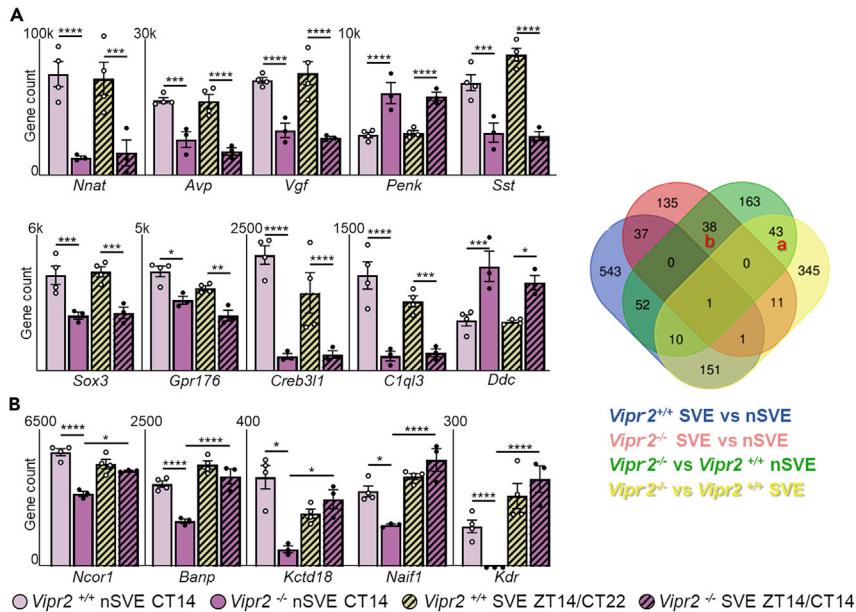 A
100k 30k 10k
**** *** *** **** **** **** **** **** *** ****
Gene count
0
Nnat Avp Vgf Penk Sst
6k 5k 2500 1500
*** *** * ** **** **** **** *** *** *
Gene count
Sox3 Gpr176 Creb3l1 C1ql3 Ddc
B
6500 2500 400 300
**** * **** **** * * * **** **** ****
Gene count
0
Ncor1 Banp Kctd18 Naif1 Kdr
Vipr2 +/+ nSVE CT14 Vipr2 -/- nSVE CT14 Vipr2 +/+ SVE ZT14/CT22 Vipr2 -/- SVE ZT14/CT14
135 163
37 38 43
b a
543 0 0 345
52 1 11
10 1
151
Vipr2+/+ SVE vs nSVE
Vipr2-/- SVE vs nSVE
Vipr2-/- vs Vipr2 +/+ nSVE
Vipr2-/- vs Vipr2 +/+ SVE